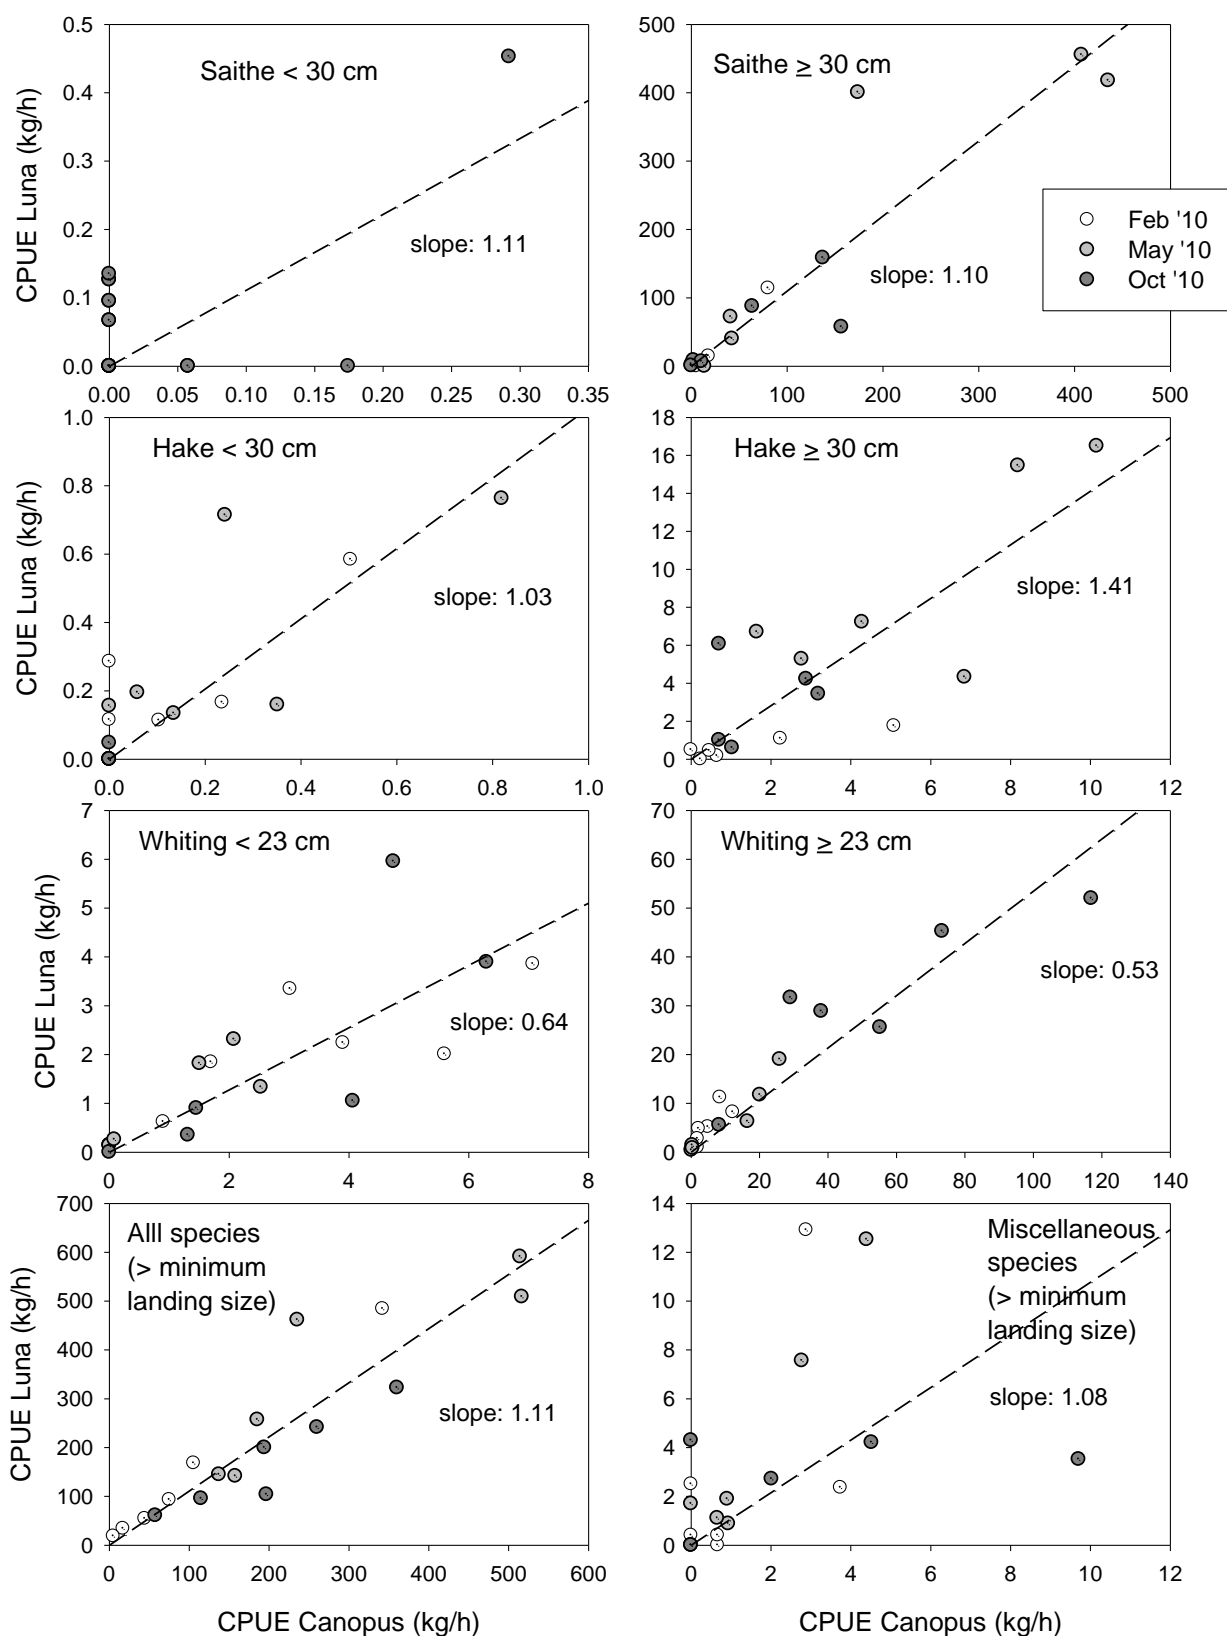 0.5
0.4
0.3
0.2
0.1
0.0
CPUE Luna (kg/h)
Saithe < 30 cm
slope: 1.11
0.00 0.05 0.10 0.15 0.20 0.25 0.30 0.35
500
400
300
200
100
0
Saithe ≥ 30 cm
slope: 1.10
Feb '10
May '10
Oct '10
0 100 200 300 400 500
1.0
0.8
0.6
0.4
0.2
0.0
CPUE Luna (kg/h)
Hake < 30 cm
slope: 1.03
0.0 0.2 0.4 0.6 0.8 1.0
18
16
14
12
10
8
6
4
2
0
Hake ≥ 30 cm
slope: 1.41
0 2 4 6 8 10 12
7
6
5
4
3
2
1
0
CPUE Luna (kg/h)
Whiting < 23 cm
slope: 0.64
0 2 4 6 8
70
60
50
40
30
20
10
0
Whiting ≥ 23 cm
slope: 0.53
0 20 40 60 80 100 120 140
700
600
500
400
300
200
100
0
CPUE Luna (kg/h)
Alll species
(> minimum
landing size)
slope: 1.11
0 100 200 300 400 500 600
CPUE Canopus (kg/h)
14
12
10
8
6
4
2
0
Miscellaneous
species
(> minimum
landing size)
slope: 1.08
0 2 4 6 8 10 12
CPUE Canopus (kg/h)